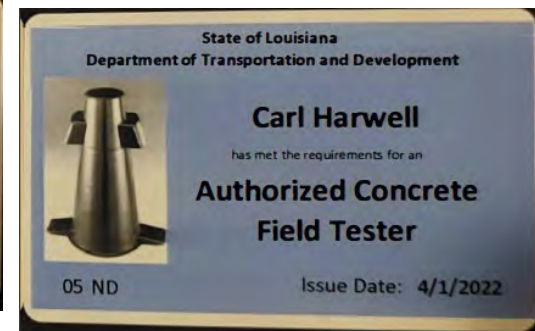 State of Louisiana
Department of Transportation and Development
Carl Harwell
has met the requirements for an
Authorized Concrete
Field Tester
05 ND
Issue Date: 4/1/2022